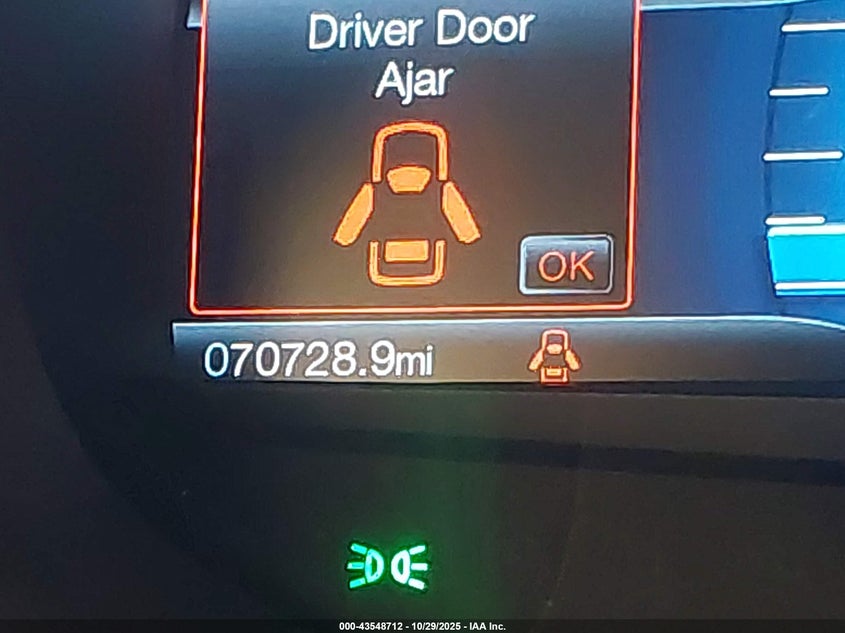 Driver Door
Ajar
OK
070728.9mi
000-43548712 - 10/29/2025 - IAA Inc.